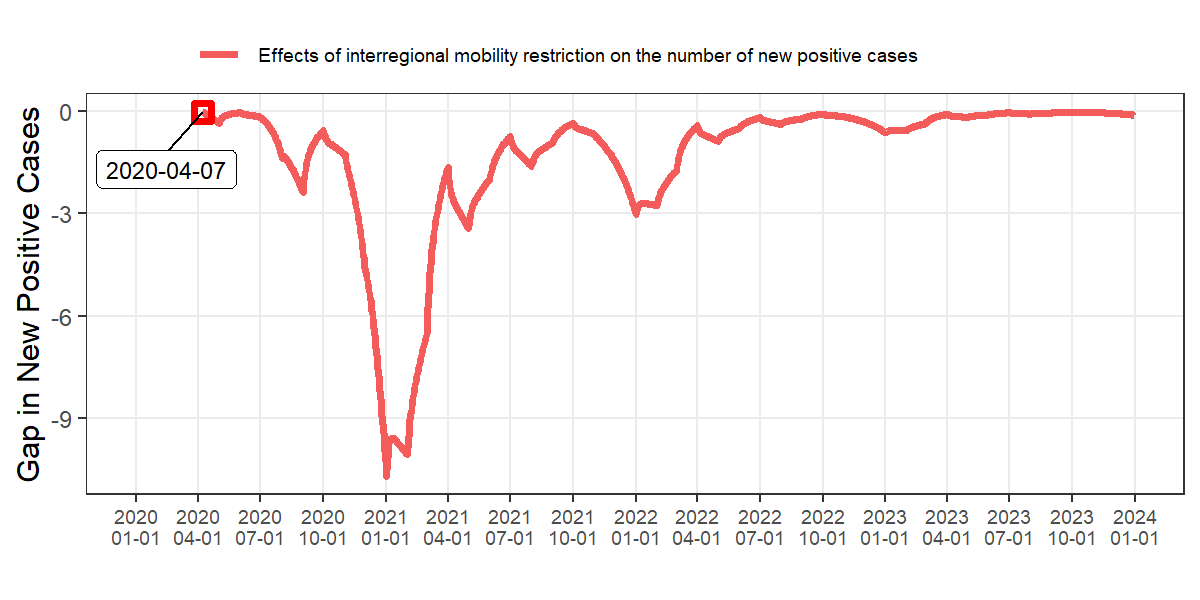 Effects of interregional mobility restriction on the number of new positive cases
Gap in New Positive Cases
0
-3
-6
-9
2020-04-07
2020 2020 2020 2020 2021 2021 2021 2021 2022 2022 2022 2022 2023 2023 2023 2023 2024
01-01 04-01 07-01 10-01 01-01 04-01 07-01 10-01 01-01 04-01 07-01 10-01 01-01 04-01 07-01 10-01 01-01